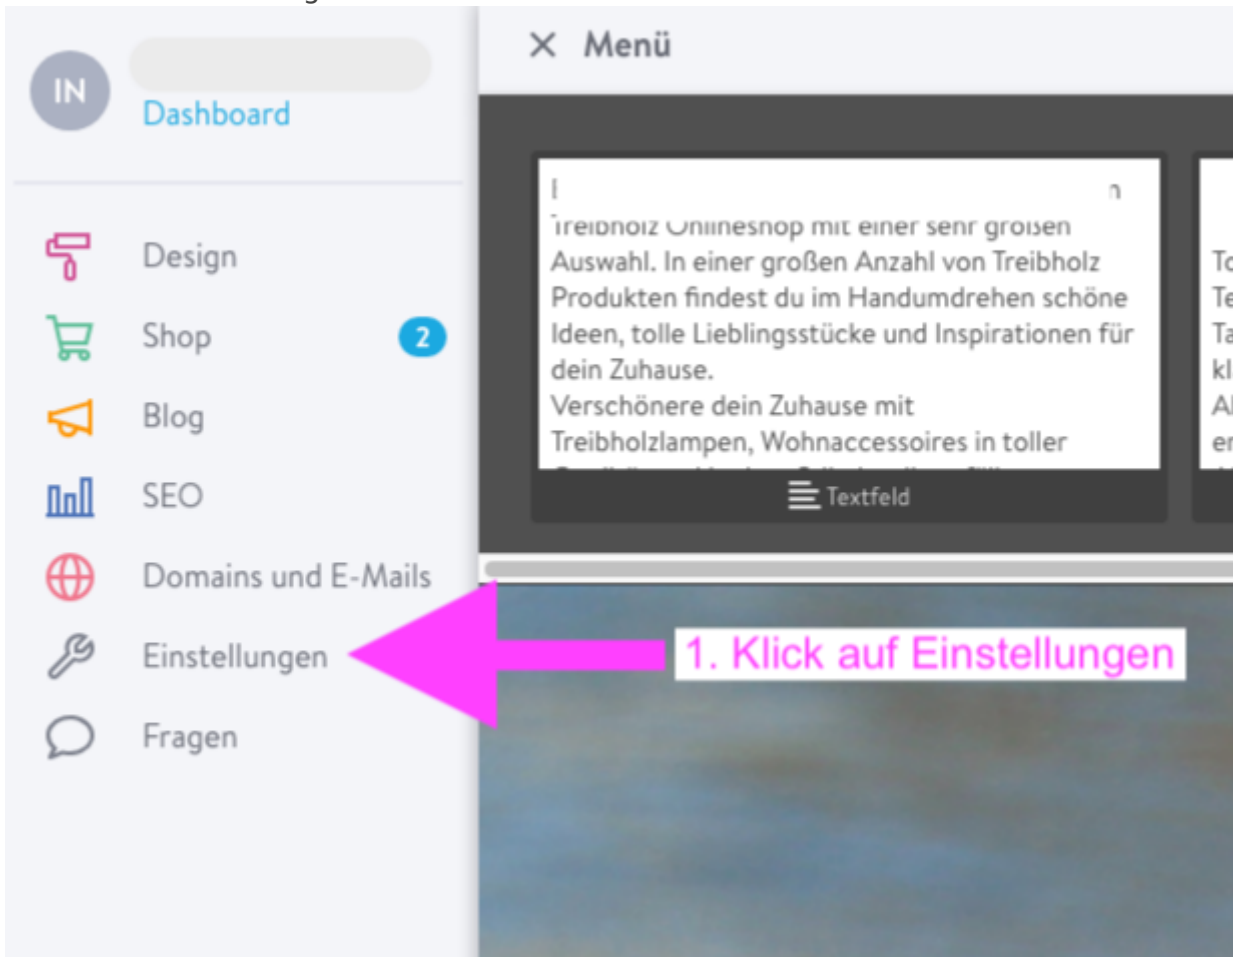 IN
Dashboard
Design
Shop 2
Blog
SEO
Domains und E-Mails
Einstellungen
Fragen
Menü
Treibholz Onlineshop mit einer sehr großen
Auswahl. In einer großen Anzahl von Treibholz
Produkten findest du im Handumdrehen schöne
Ideen, tolle Lieblingsstücke und Inspirationen für
dein Zuhause.
Verschönere dein Zuhause mit
Treibholzlampen, Wohnaccessoires in toller
Textfeld
1. Klick auf Einstellungen